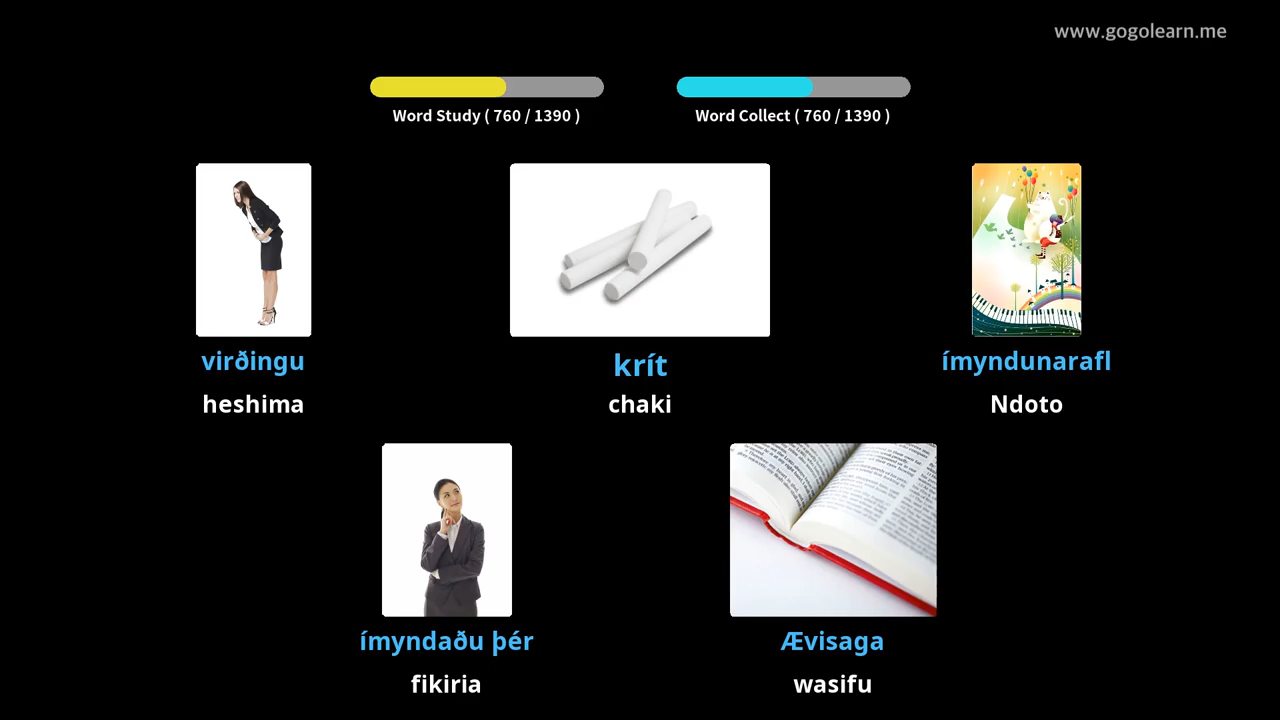 www.gogolearn.me
Word Study ( 760 / 1390 )
Word Collect ( 760 / 1390 )
virðingu
heshima
krít
chaki
ímyndunarafl
Ndoto
ímyndaðu þér
fikiria
Ævisaga
wasifu